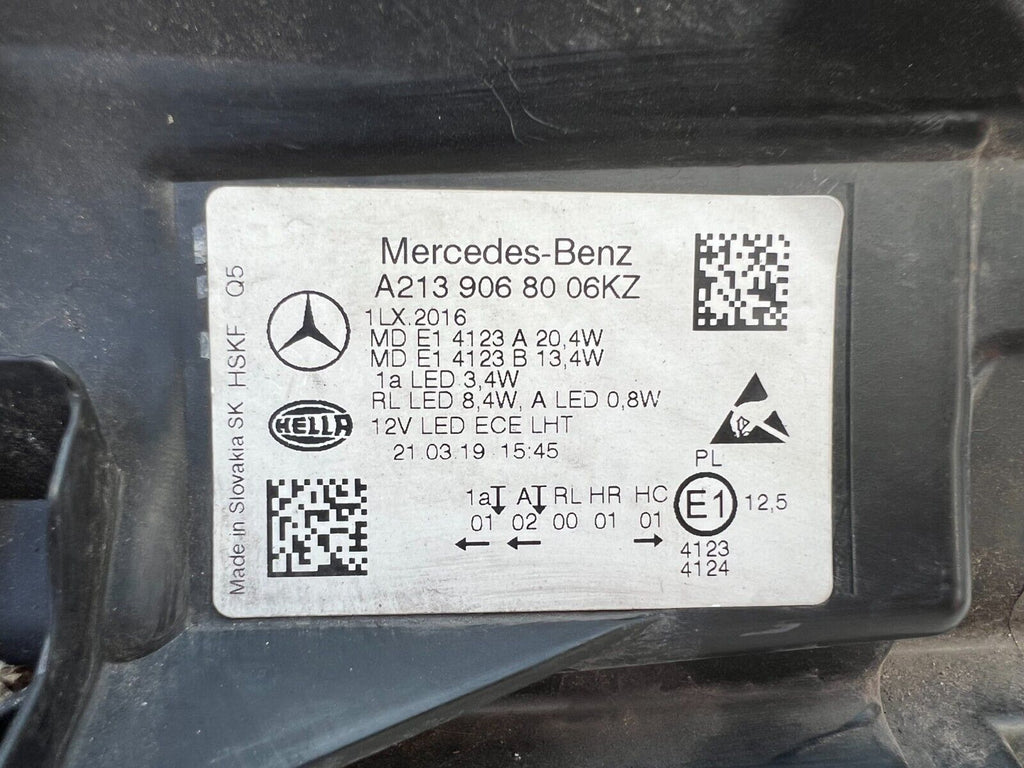 Mercedes-Benz
A213 906 80 06KZ
1LX.2016
MD E1 4123 A 20,4W
MD E1 4123 B 13,4W
1a LED 3,4W
RL LED 8,4W, A LED 0,8W
12V LED ECE LHT
21.03.19 15:45
HELLA
Made in Slovakia SK HSKF Q5
PL
1a A RL HR HC
E1 12,5
01 02 00 01 01
4123
4124